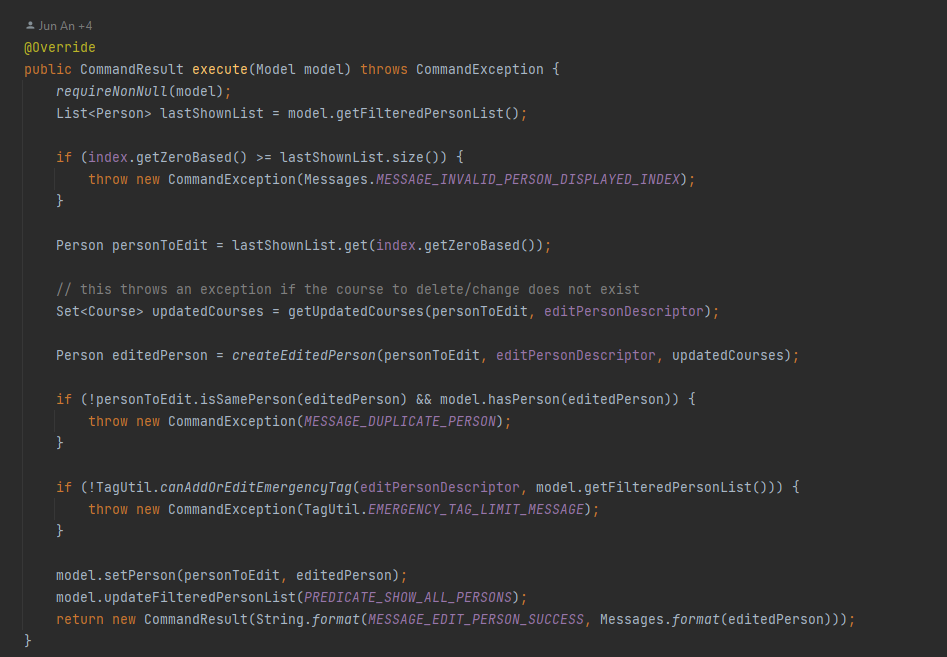 Jun An +4
@Override
public CommandResult execute(Model model) throws CommandException {
    requireNonNull(model);
    List<Person> lastShownList = model.getFilteredPersonList();

    if (index.getZeroBased() >= lastShownList.size()) {
        throw new CommandException(Messages.MESSAGE_INVALID_PERSON_DISPLAYED_INDEX);
    }

    Person personToEdit = lastShownList.get(index.getZeroBased());

    // this throws an exception if the course to delete/change does not exist
    Set<Course> updatedCourses = getUpdatedCourses(personToEdit, editPersonDescriptor);

    Person editedPerson = createEditedPerson(personToEdit, editPersonDescriptor, updatedCourses);

    if (!personToEdit.isSamePerson(editedPerson) && model.hasPerson(editedPerson)) {
        throw new CommandException(MESSAGE_DUPLICATE_PERSON);
    }

    if (!TagUtil.canAddOrEditEmergencyTag(editPersonDescriptor, model.getFilteredPersonList())) {
        throw new CommandException(TagUtil.EMERGENCY_TAG_LIMIT_MESSAGE);
    }

    model.setPerson(personToEdit, editedPerson);
    model.updateFilteredPersonList(PREDICATE_SHOW_ALL_PERSONS);
    return new CommandResult(String.format(MESSAGE_EDIT_PERSON_SUCCESS, Messages.format(editedPerson)));
}